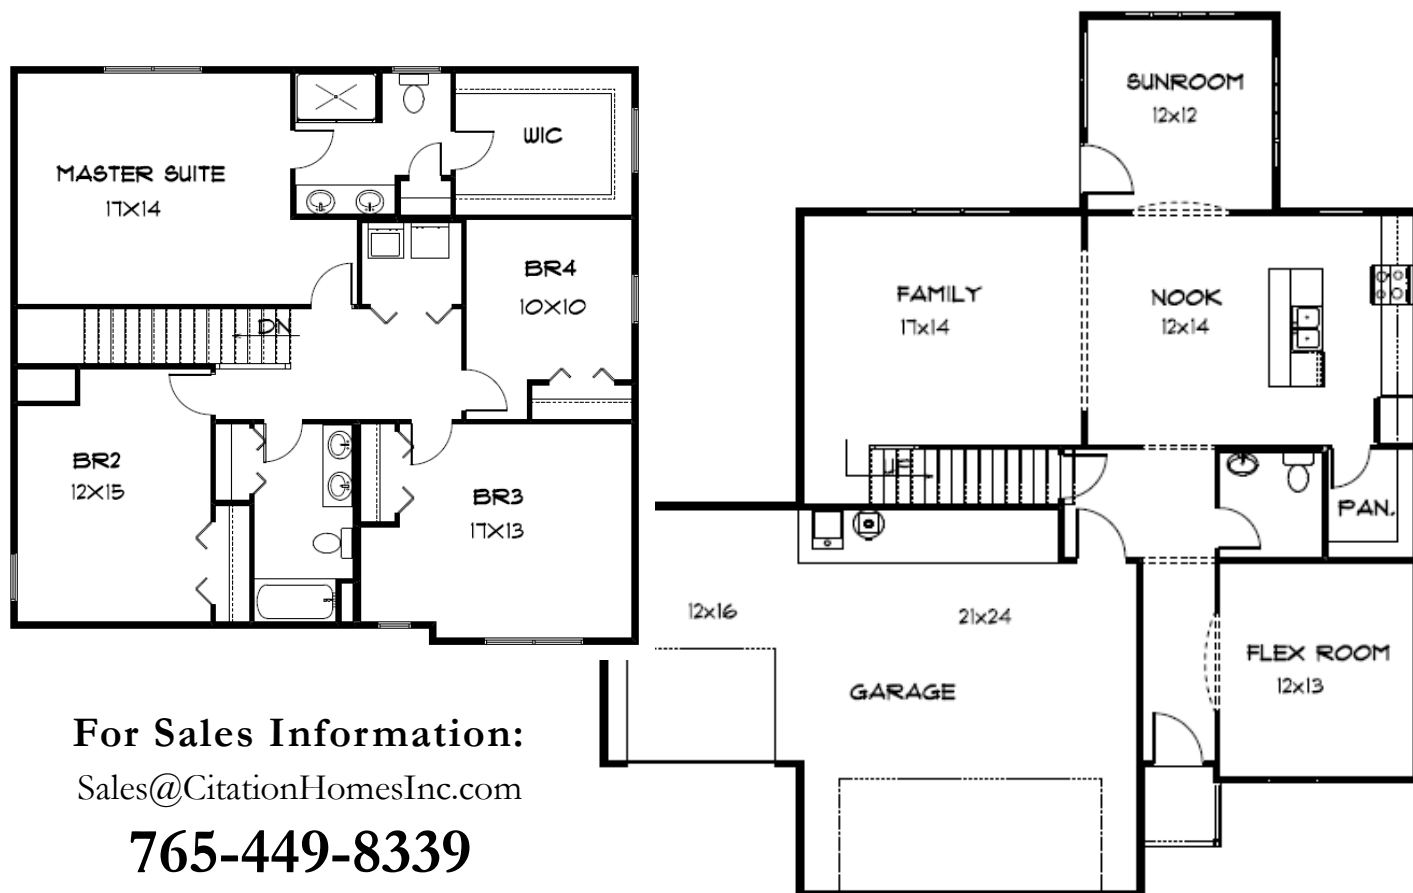 MASTER SUITE
17X14
WIC
BR4
10X10
DN
BR2
12X15
BR3
17X13
SUNROOM
12x12
FAMILY
17x14
NOOK
12x14
UP
PAN.
12x16
21x24
GARAGE
FLEX ROOM
12x13
For Sales Information:
Sales@CitationHomesInc.com
765-449-8339